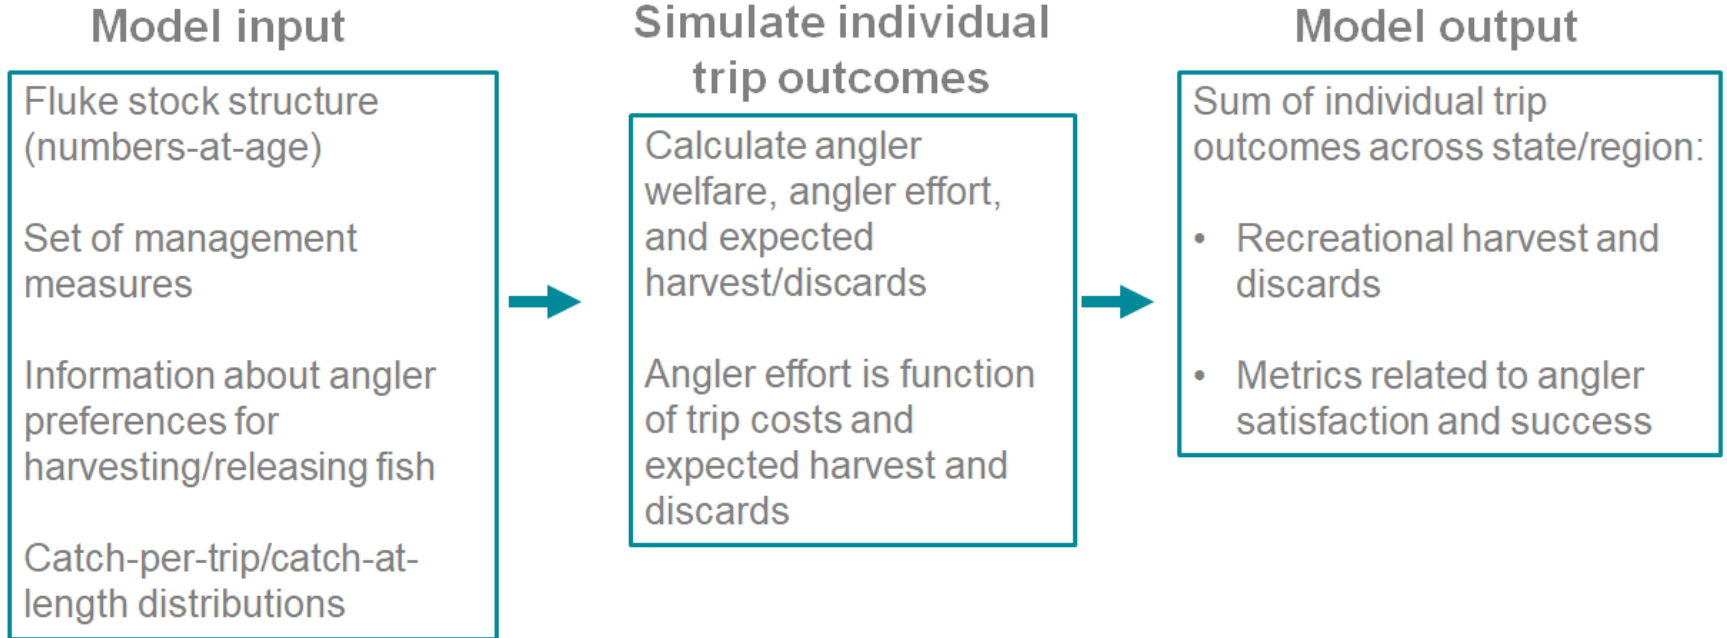 Model input
Fluke stock structure
(numbers-at-age)
Set of management
measures
Information about angler
preferences for
harvesting/releasing fish
Catch-per-trip/catch-at-
length distributions
Simulate individual
trip outcomes
Calculate angler
welfare, angler effort,
and expected
harvest/discards
Angler effort is function
of trip costs and
expected harvest and
discards
Model output
Sum of individual trip
outcomes across state/region:
• Recreational harvest and
discards
• Metrics related to angler
satisfaction and success